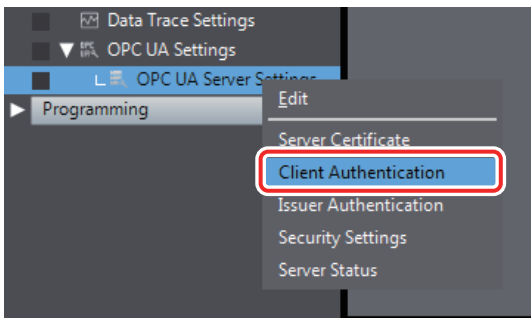 Data Trace Settings
OPC UA Settings
OPC UA Server Settings
Programming
Edit
Server Certificate
Client Authentication
Issuer Authentication
Security Settings
Server Status